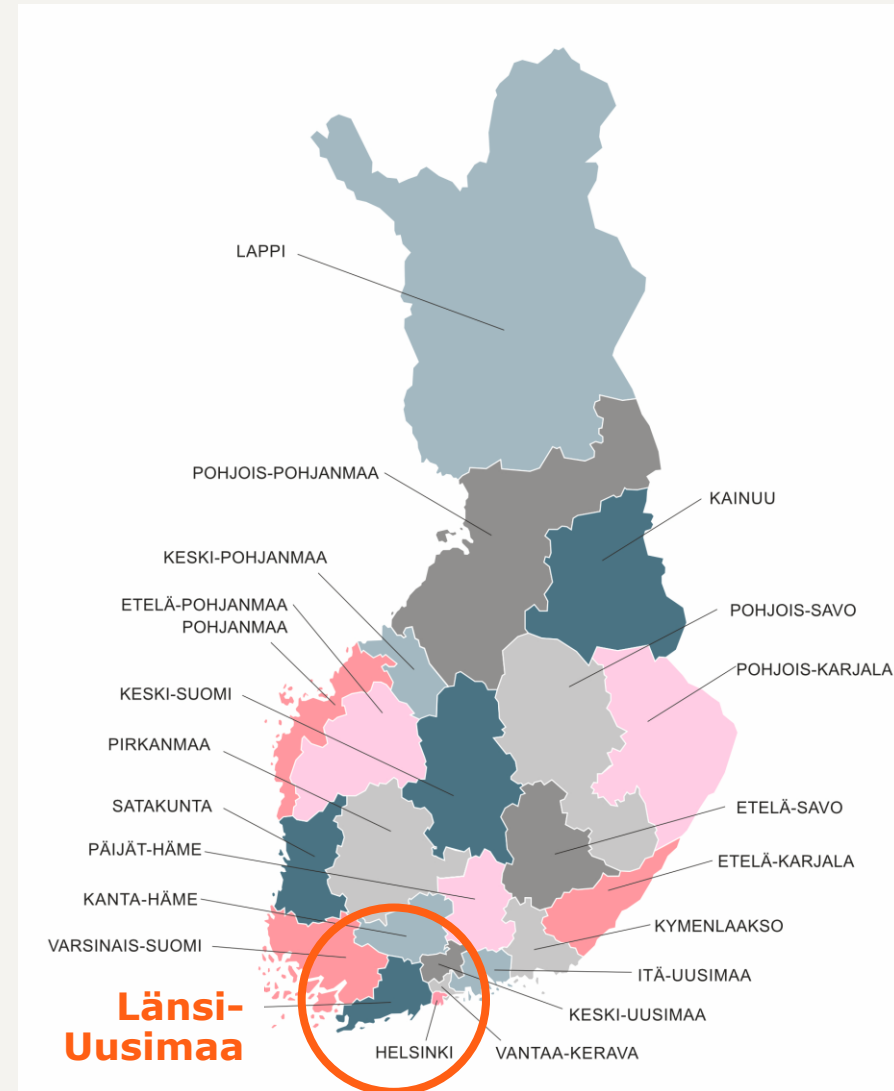 LAPPI
POHJOIS-POHJANMAA
KAINUU
KESKI-POHJANMAA
ETELÄ-POHJANMAA
POHJANMAA
POHJOIS-SAVO
POHJOIS-KARJALA
KESKI-SUOMI
PIRKANMAA
SATAKUNTA
ETELÄ-SAVO
PÄIJÄT-HÄME
ETELÄ-KARJALA
KANTA-HÄME
KYMENLAAKSO
VARSINAIS-SUOMI
ITÄ-UUSIMAA
Länsi-
Uusimaa
KESKI-UUSIMAA
HELSINKI
VANTAA-KERAVA